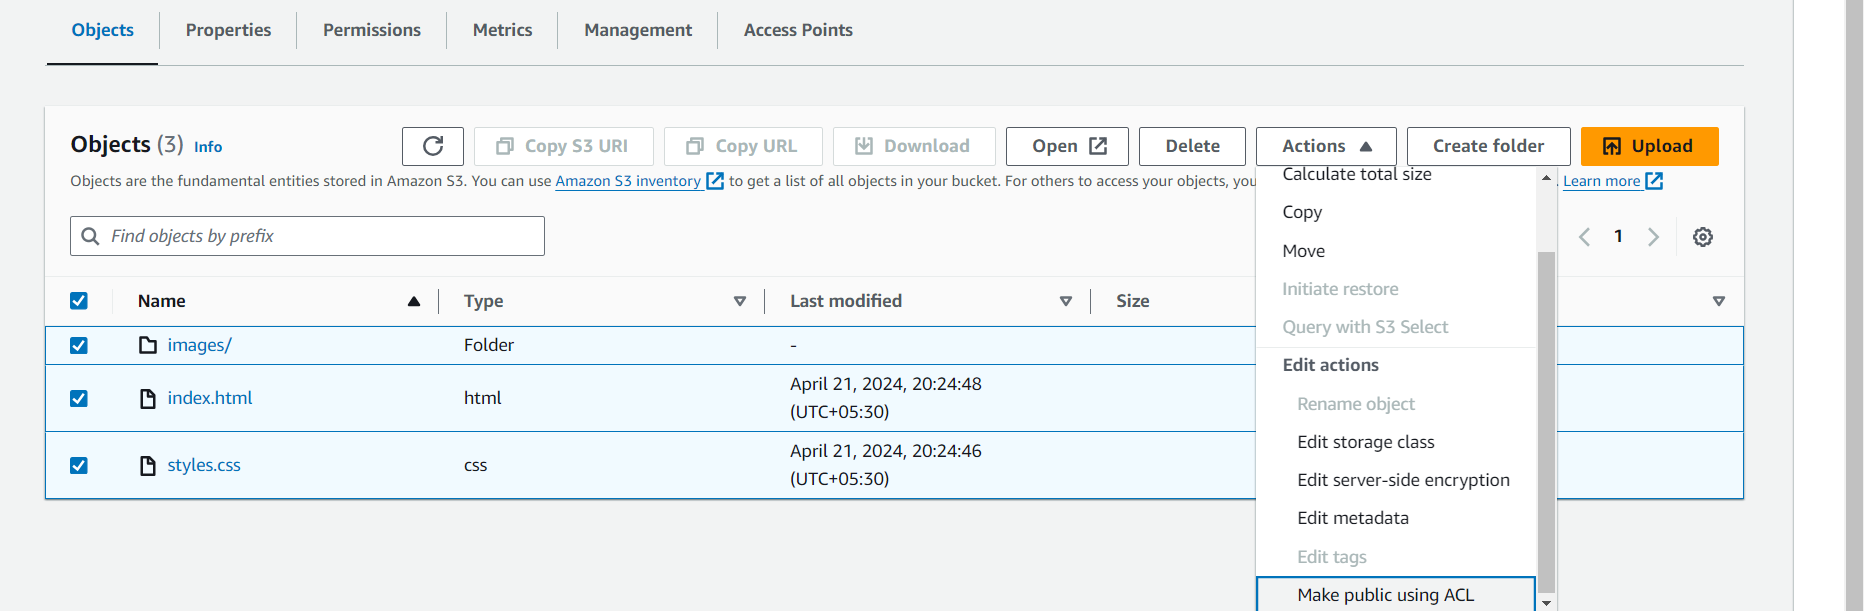 Objects Properties Permissions Metrics Management Access Points
Objects (3) Info Copy S3 URI Copy URL Download Open Delete Actions Create folder Upload
Objects are the fundamental entities stored in Amazon S3. You can use Amazon S3 inventory to get a list of all objects in your bucket. For others to access your objects, you . Learn more
Calculate total size
Copy
Find objects by prefix 1
Move
Initiate restore
Name Type Last modified Size
Query with S3 Select
images/ Folder -
Edit actions
index.html html April 21, 2024, 20:24:48
(UTC+05:30)
Rename object
Edit storage class
styles.css css April 21, 2024, 20:24:46
(UTC+05:30)
Edit server-side encryption
Edit metadata
Edit tags
Make public using ACL